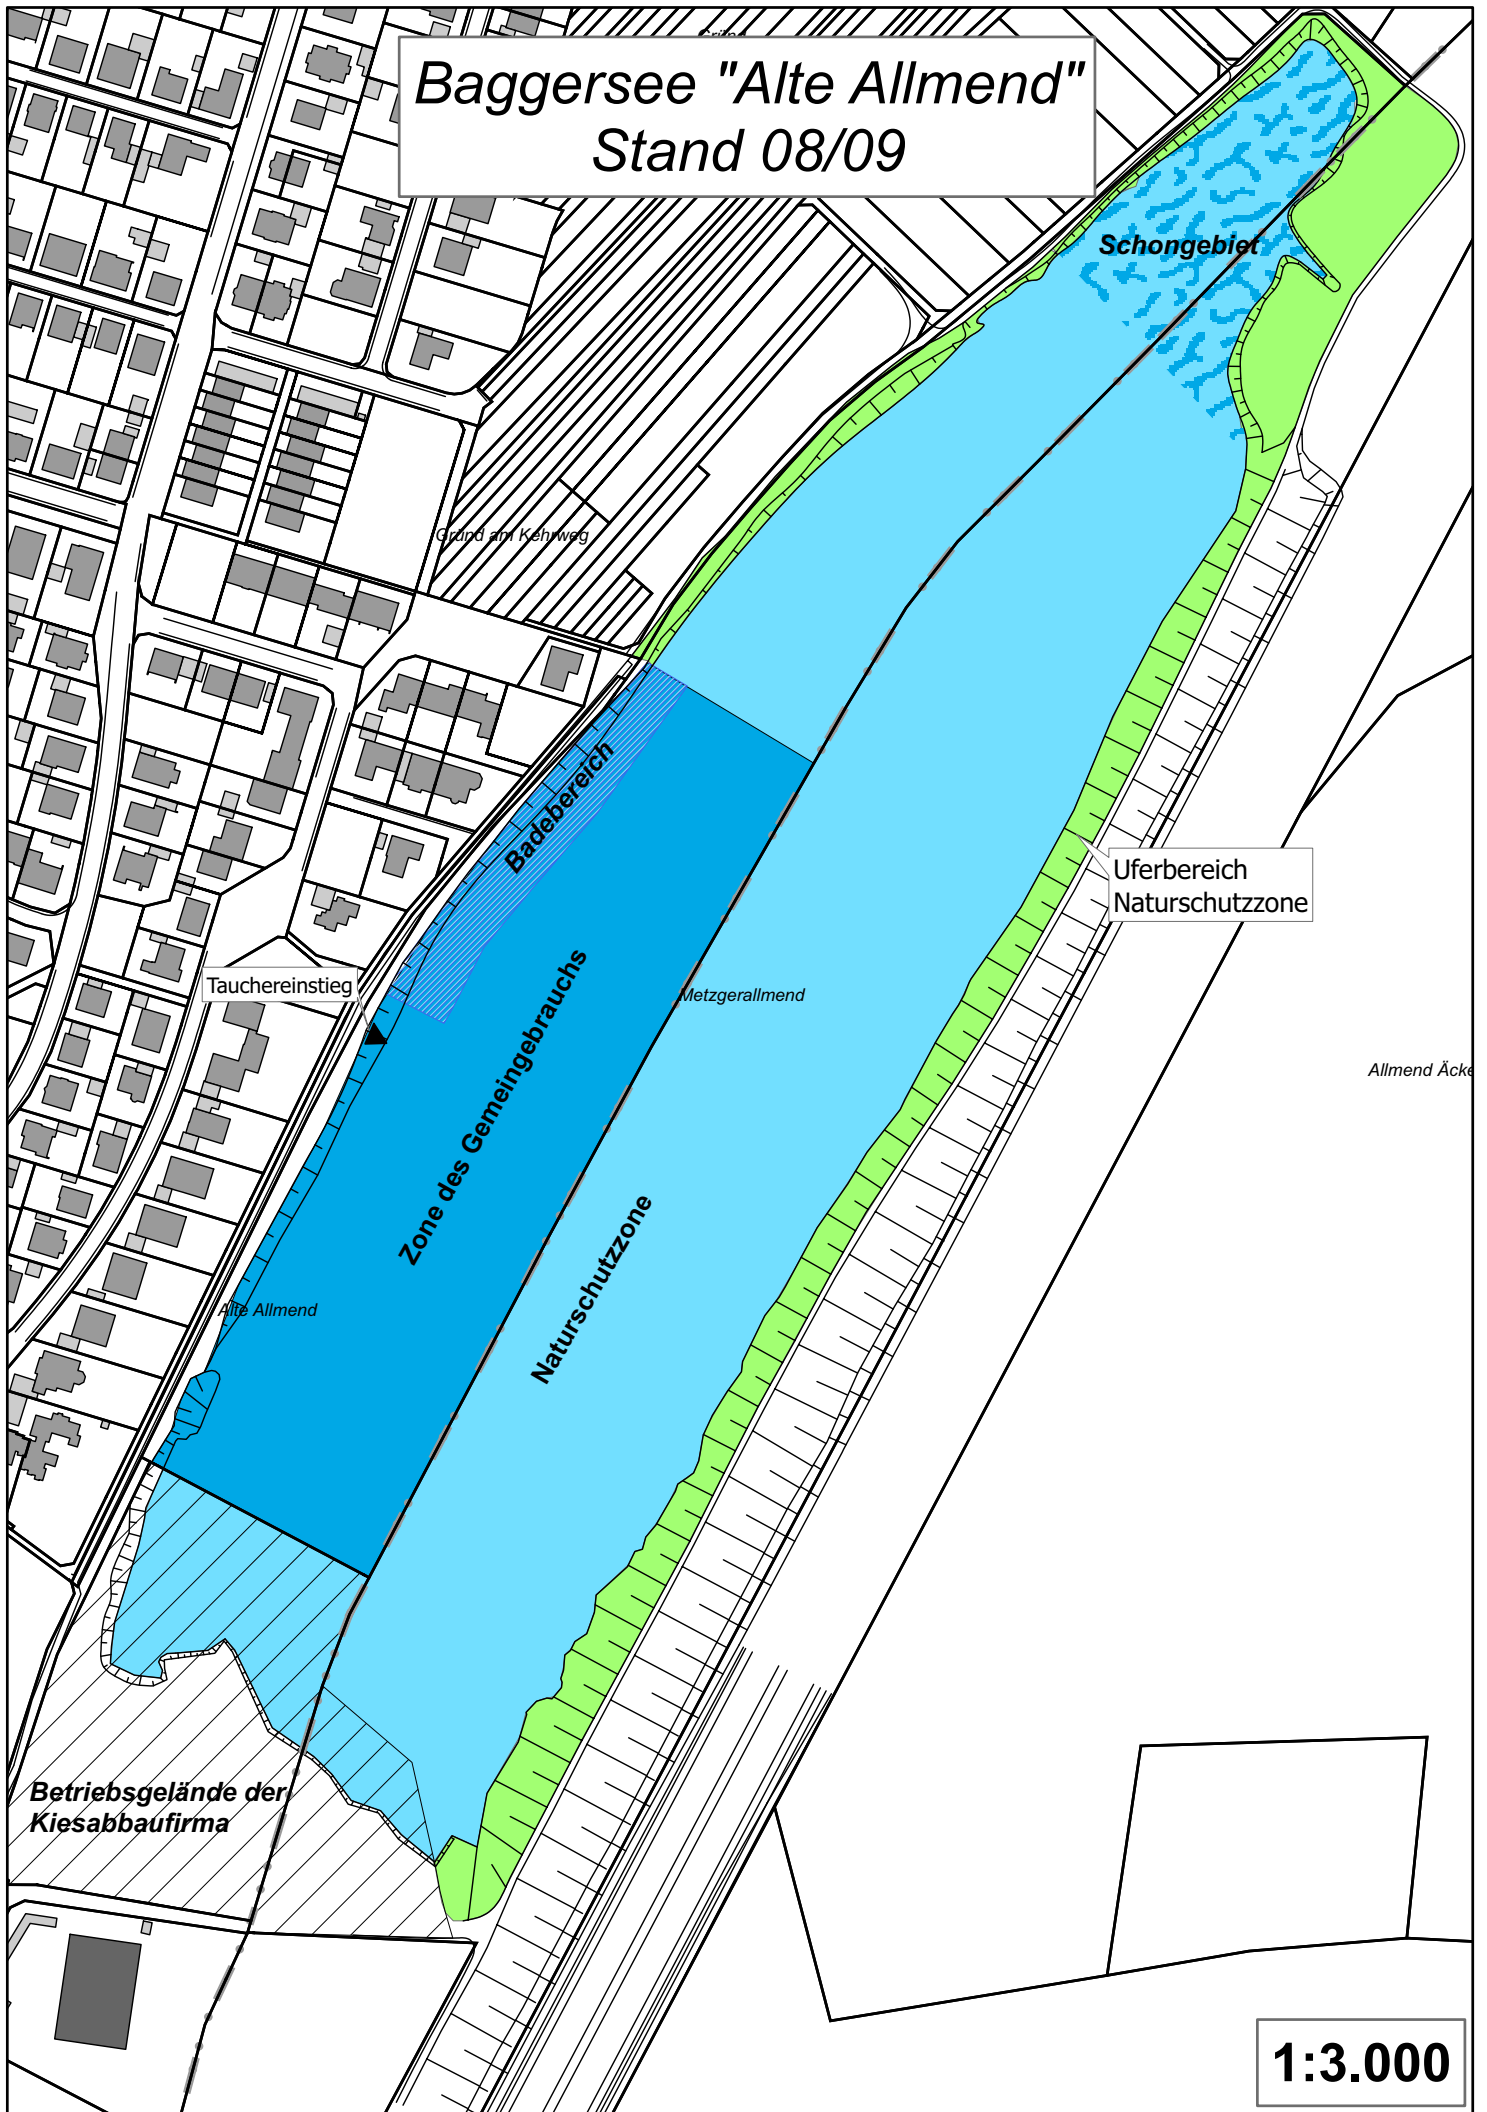 Baggersee "Alte Allmend"
Stand 08/09
Schongebiet
Gründ am Kehrweg
Badebereich
Uferbereich
Naturschutzzone
Tauchereinstieg
Zone des Gemeingebrauchs
Metzgerallmend
Allmend Äcke
Naturschutzzone
Alte Allmend
Betriebsgelände der
Kiesabbaufirma
1:3.000